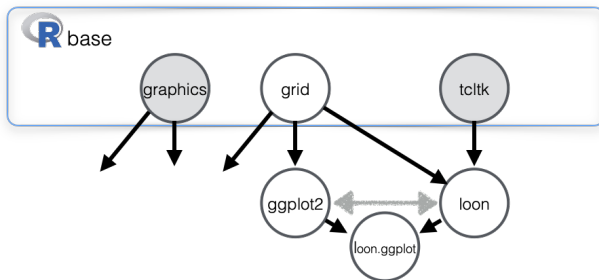 R base
graphics
grid
tcltk
ggplot2
loon
loon.ggplot